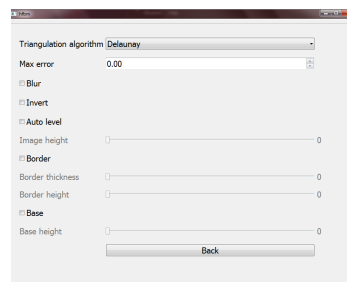 hfbm
Triangulation algorithm Delaunay
Max error 0.00
Blur
Invert
Auto level
Image height 0
Border
Border thickness 0
Border height 0
Base
Base height 0
Back